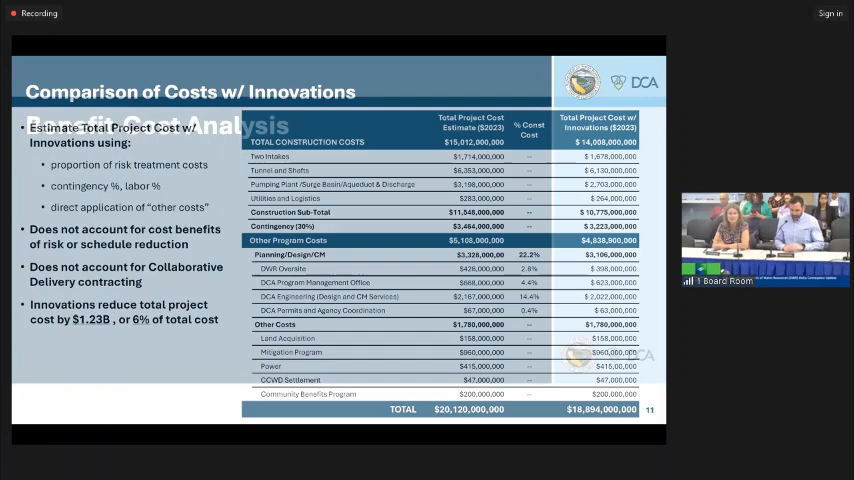 Recording
Sign in
Comparison of Costs w/ Innovations
DCA
Benefit-Cost Analysis
• Estimate Total Project Cost w/
Innovations using:
• proportion of risk treatment costs
• contingency %, labor %
• direct application of “other costs”
• Does not account for cost benefits
of risk or schedule reduction
• Does not account for Collaborative
Delivery contracting
• Innovations reduce total project
cost by $1.23B , or 6% of total cost
Total Project Cost Estimate ($2023) % Const Cost Total Project Cost w/ Innovations ($2023)
TOTAL CONSTRUCTION COSTS $15,012,000,000 $ 14,008,000,000
Two Intakes $1,714,000,000 -- $ 1,678,000,000
Tunnel and Shafts $6,353,000,000 -- $ 6,130,000,000
Pumping Plant /Surge Basin/Aqueduct & Discharge $3,198,000,000 -- $ 2,703,000,000
Utilities and Logistics $283,000,000 -- $ 264,000,000
Construction Sub-Total $11,548,000,000 -- $ 10,775,000,000
Contingency (30%) $3,464,000,000 -- $ 3,223,000,000
Other Program Costs $5,108,000,000 $4,838,900,000
Planning/Design/CM $3,328,000,00 22.2% $3,106,000,000
DWR Oversite $426,000,000 2.8% $ 398,000,000
DCA Program Management Office $668,000,000 4.4% $ 623,000,000
DCA Engineering (Design and CM Services) $2,167,000,000 14.4% $ 2,022,000,000
DCA Permits and Agency Coordination $67,000,000 0.4% $ 63,000,000
Other Costs $1,780,000,000 -- $1,780,000,000
Land Acquisition $158,000,000 -- $158,000,000
Mitigation Program $960,000,000 -- $960,000,000
Power $415,000,000 -- $415,00,000
CCWD Settlement $47,000,000 -- $47,000,000
Community Benefits Program $200,000,000 -- $200,000,000
TOTAL $20,120,000,000 $18,894,000,000
11
DCA
1 Board Room